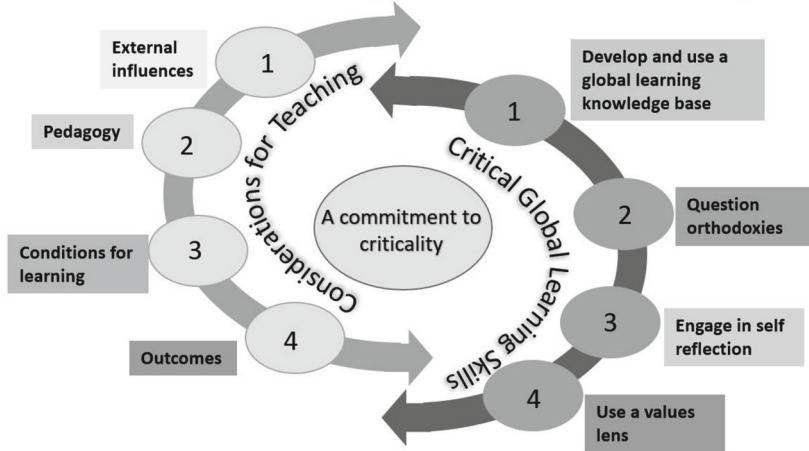 External
influences
1
Pedagogy
2
Conditions for
learning
3
Outcomes
4
Considerations for Teaching
A commitment to
criticality
Critical Global Learning Skills
1
Develop and use a
global learning
knowledge base
2
Question
orthodoxies
3
Engage in self
reflection
4
Use a values
lens